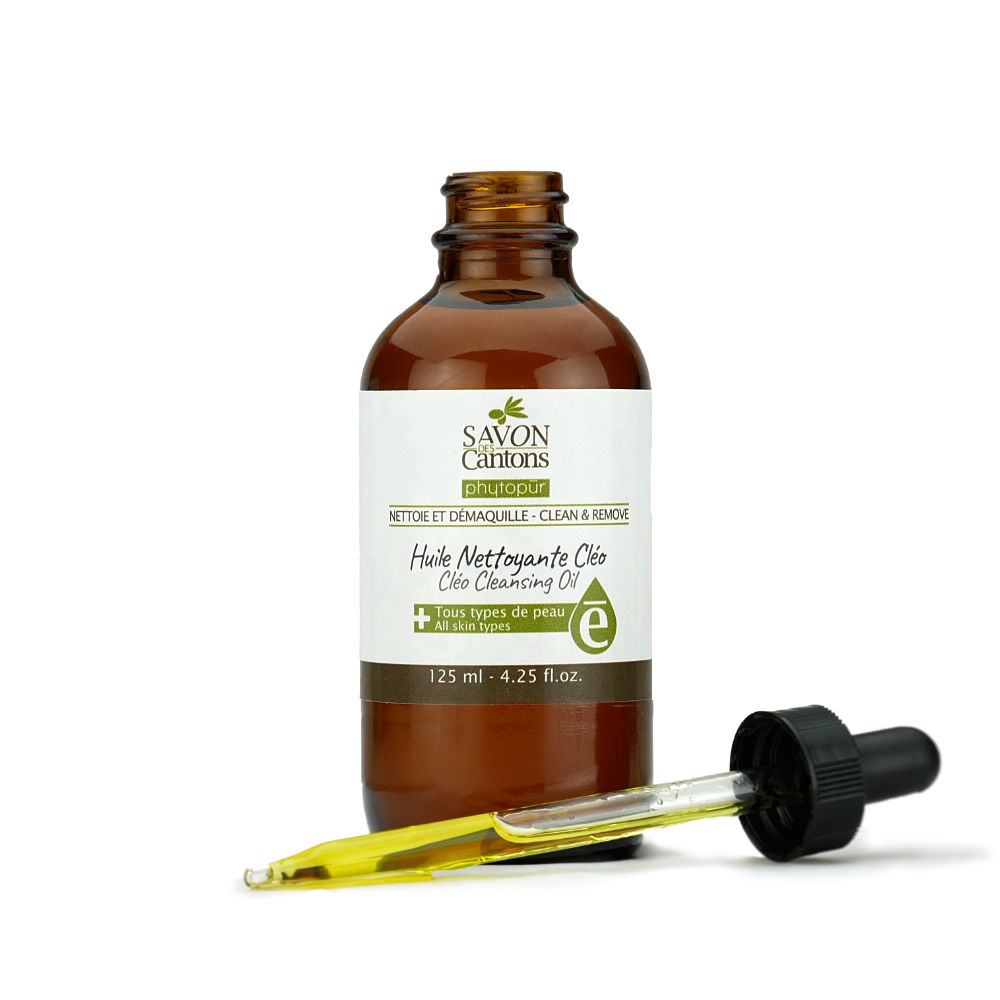 SAVON
DES
Cantons
phytopūr
NETTOIE ET DÉMAQUILLE - CLEAN & REMOVE
Huile Nettoyante Cléo
Cléo Cleansing Oil
+ Tous types de peau
All skin types
ē
125 ml - 4.25 fl.oz.